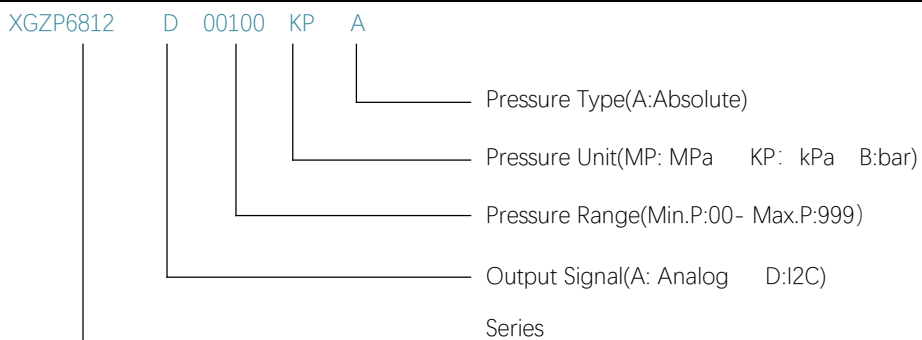 XGZP6812 D 00100 KP A
Pressure Type(A:Absolute)
Pressure Unit(MP: MPa KP： kPa B:bar)
Pressure Range(Min.P:00- Max.P:999）
Output Signal(A: Analog D:I2C)
Series